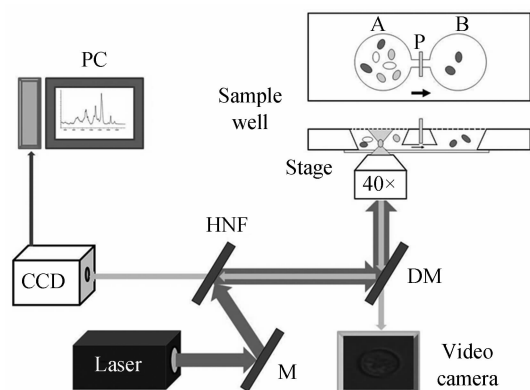 A
P
B
PC
Sample
well
Stage
40×
HNF
CCD
DM
Laser
M
Video
camera